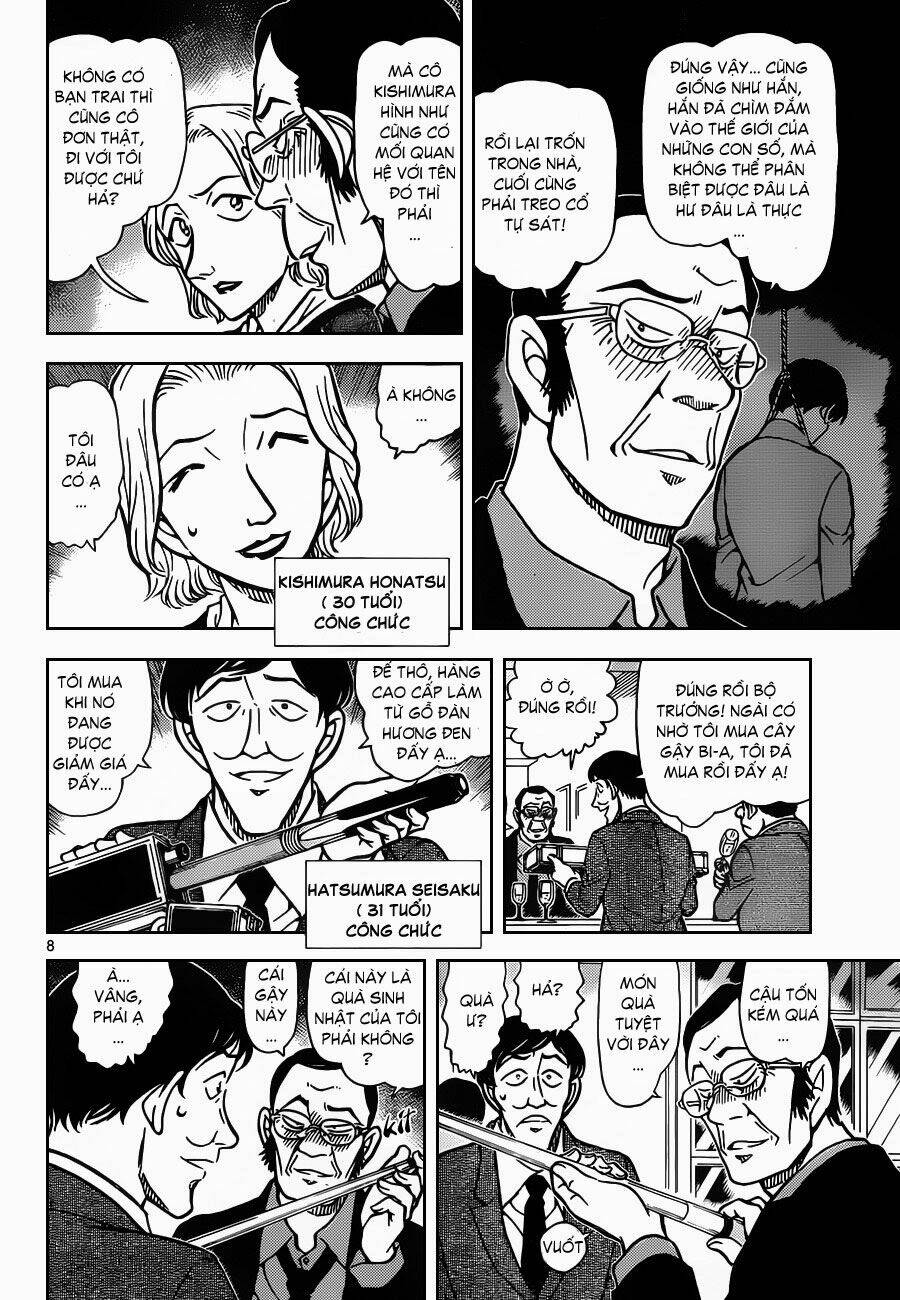 ĐÚNG VẬY... CŨNG
GIỐNG NHƯ HẮN,
HẮN ĐÃ CHÌM ĐẮM
VÀO THẾ GIỚI CỦA
NHỮNG CON SỐ, MÀ
KHÔNG THỂ PHÂN
BIỆT ĐƯỢC ĐÂU LÀ
HƯ ĐÂU LÀ THỰC
...
RỒI LẠI TRỐN
TRONG NHÀ,
CUỐI CÙNG
PHẢI TREO CỔ
TỰ SÁT!
MÀ CÔ
KISHIMURA
HÌNH NHƯ
CŨNG CÓ
MỐI QUAN
HỆ VỚI TÊN
ĐÓ THÌ
PHẢI
...
KHÔNG CÓ
BẠN TRAI THÌ
CŨNG CÔ
ĐƠN THẬT,
ĐI VỚI TÔI
ĐƯỢC CHỨ
HẢ?
À KHÔNG
...
TÔI
ĐÂU
CÓ Ạ
...
KISHIMURA HONATSU
( 30 TUỔI)
CÔNG CHỨC
ĐÚNG RỒI BỘ
TRƯỞNG! NGÀI CÓ
NHỜ TÔI MUA CÂY
GẬY BI-A, TÔI ĐÃ
MUA RỒI ĐẤY Ạ!
Ờ Ờ,
ĐÚNG RỒI!
ĐẾ THÔ, HÀNG
CAO CẤP LÀM
TỪ GỖ ĐÀN
HƯƠNG ĐEN
ĐẤY Ạ...
TÔI MUA
KHI NÓ
ĐANG
ĐƯỢC
GIẢM GIÁ
ĐẤY...
HATSUMURA SEISAKU
( 31 TUỔI)
CÔNG CHỨC
8
CẬU TỐN
KÉM QUÁ
...
MÓN
QUÀ
TUYỆT
VỜI ĐẤY
...
HẢ?
QUÀ
Ư?
VUỐT
CÁI NÀY LÀ
QUÀ SINH
NHẬT CỦA TÔI
PHẢI KHÔNG
?
CÁI
GẬY
NÀY
...
KÍT
À...
VÂNG,
PHẢI Ạ
...